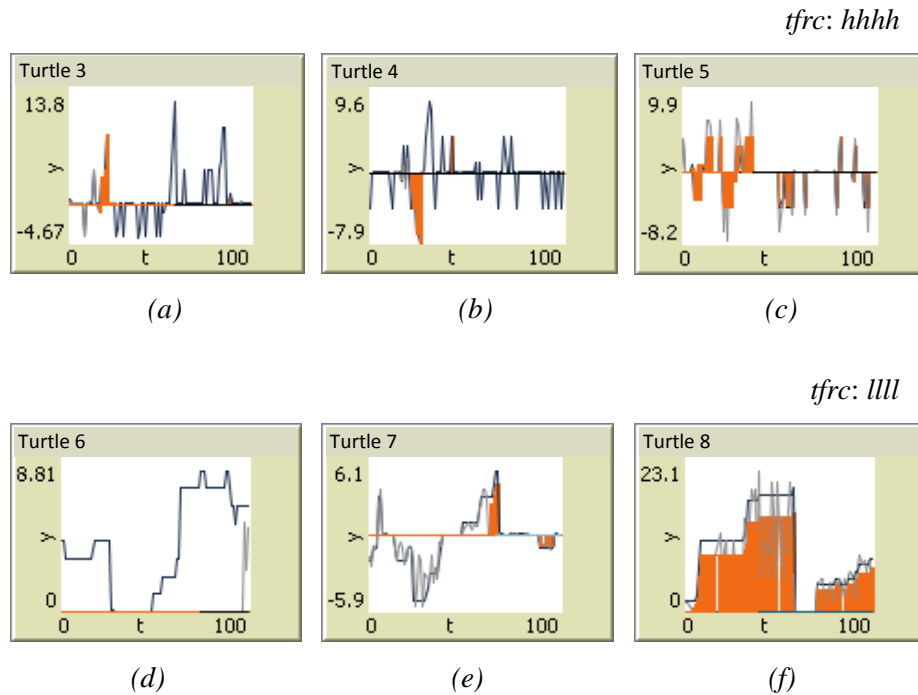 tfrc: hhhh
Turtle 3 Turtle 4 Turtle 5
13.8 9.6 9.9
y y y
-4.67 -7.9 -8.2
0 t 100 0 t 100 0 t 100
(a) (b) (c)
tfrc: llll
Turtle 6 Turtle 7 Turtle 8
8.81 6.1 23.1
y y y
0 -5.9 0
0 t 100 0 t 100 0 t 100
(d) (e) (f)